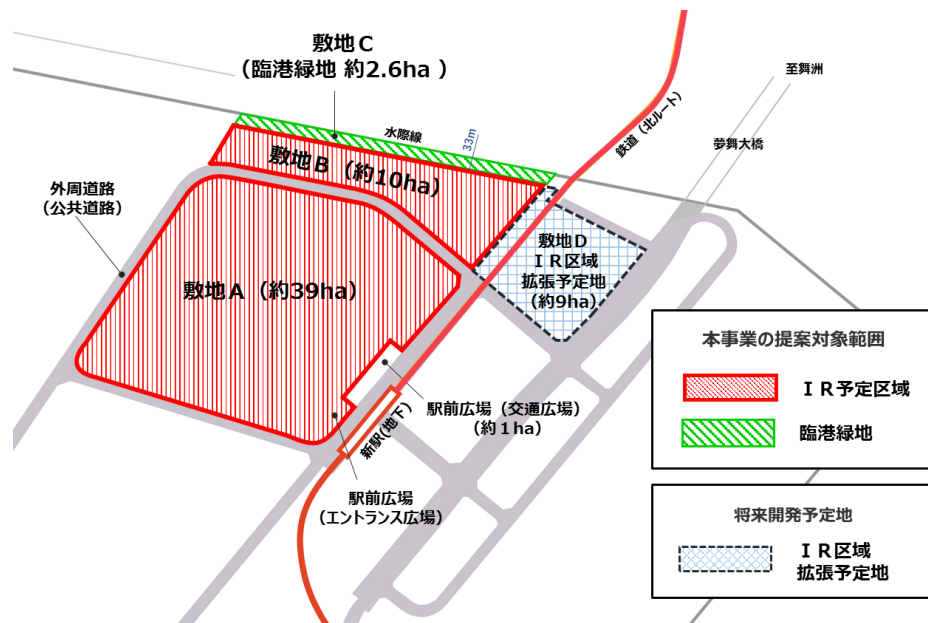 敷地C
（臨港緑地 約2.6ha ）
至舞洲
鉄道（北ルート）
水際線
33m
夢舞大橋
敷地B（約10ha）
外周道路
（公共道路）
敷地D
IR区域
拡張予定地
（約9ha）
敷地A（約39ha）
本事業の提案対象範囲
IR予定区域
臨港緑地
駅前広場（交通広場）
（約1ha）
新駅(地下)
駅前広場
（エントランス広場）
将来開発予定地
IR区域
拡張予定地